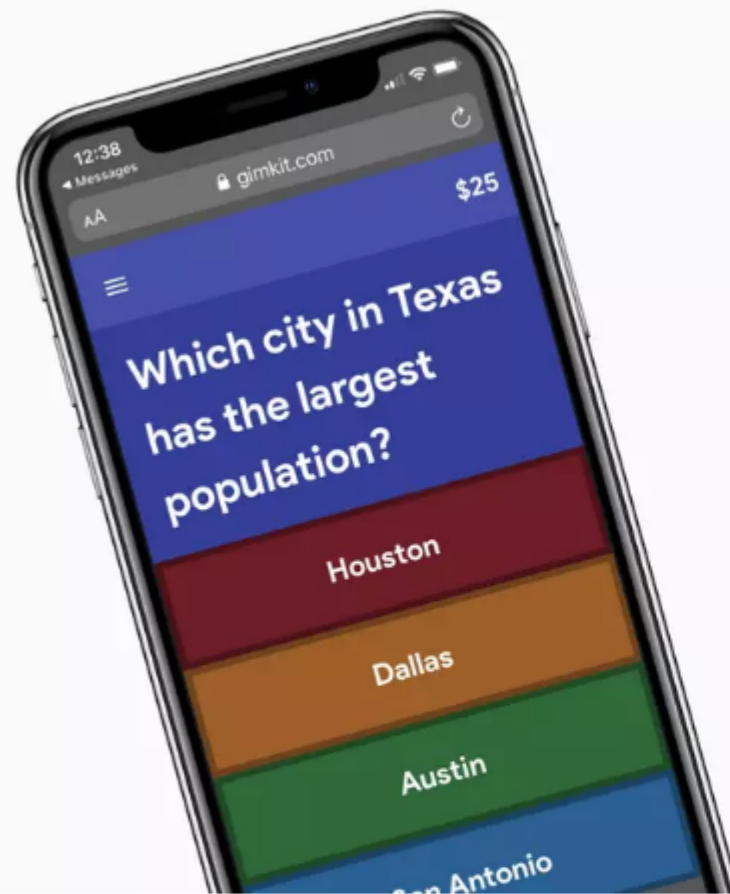 12:38
Messages
AA gimkit.com
$25
Which city in Texas
has the largest
population?
Houston
Dallas
Austin
San Antonio